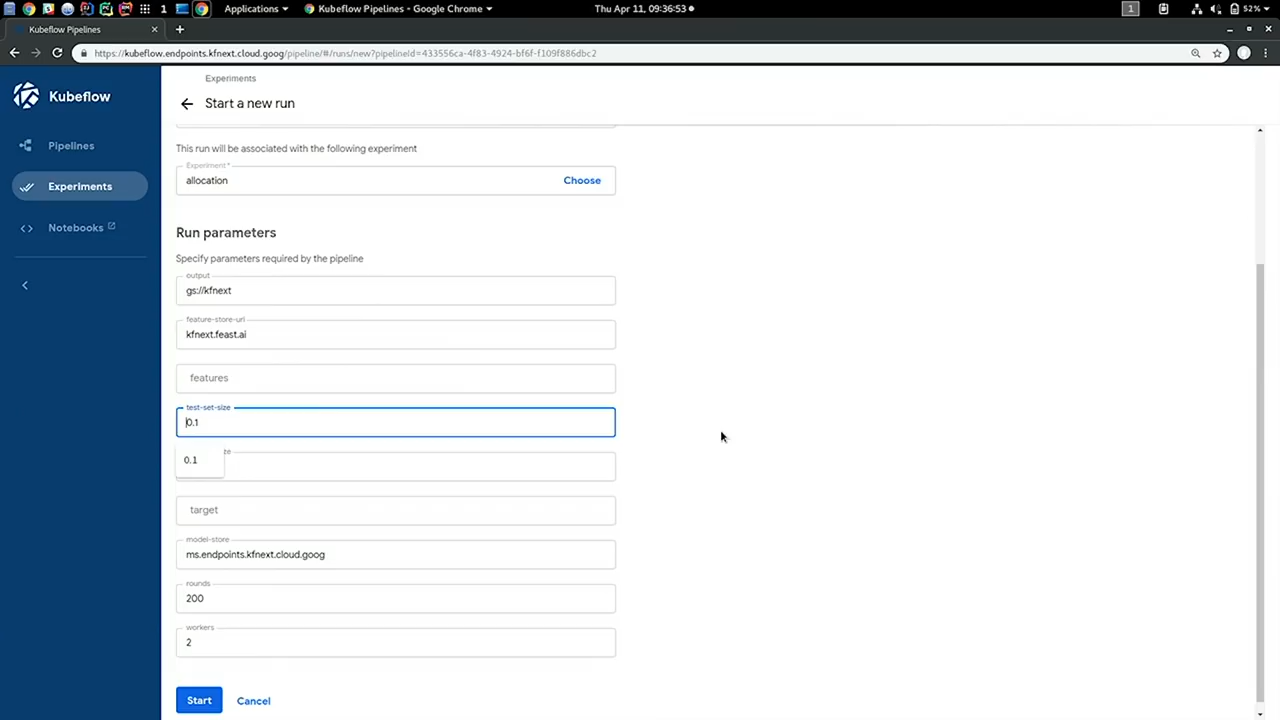 1 Applications Kubeflow Pipelines - Google Chrome Thu Apr 11, 09:36:53 1 52%
Kubeflow Pipelines
https://kubeflow.endpoints.kfnext.cloud.goog/pipeline/#/runs/new?pipelineId=433556ca-4f83-4924-bf6f-f109f886dbc2
Kubeflow
Pipelines
Experiments
Notebooks
Experiments
Start a new run
This run will be associated with the following experiment
Experiment*
allocation
Choose
Run parameters
Specify parameters required by the pipeline
output
gs://kfnext
feature-store-url
kfnext.feast.ai
features
test-set-size
0.1
0.1
target
model-store
ms.endpoints.kfnext.cloud.goog
rounds
200
workers
2
Start Cancel